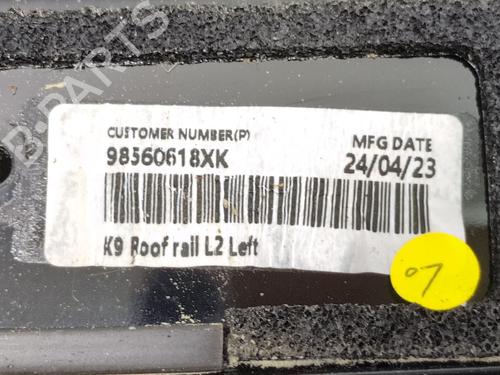 B-PARTS
CUSTOMER NUMBER(P)
98560618XK
MFG DATE
24/04/23
K9 Roof rail L2 Left
07